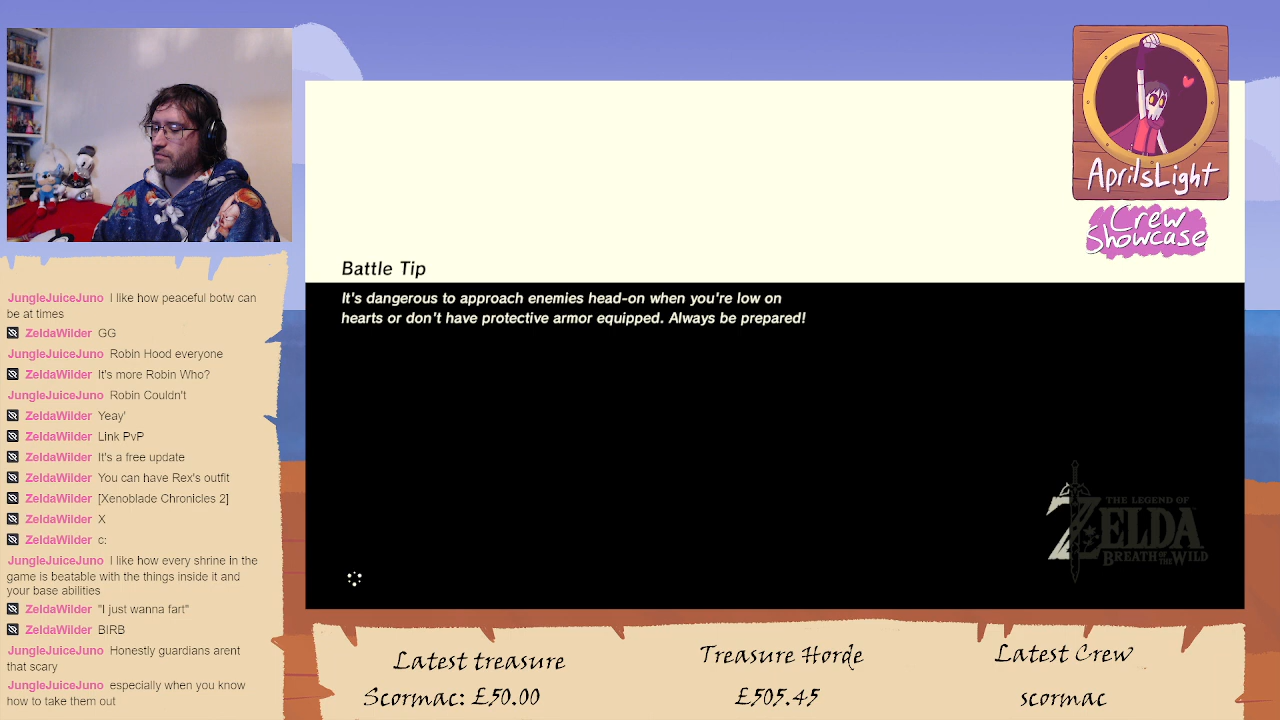 AprilsLight
Crew
Showcase
Battle Tip
It's dangerous to approach enemies head-on when you're low on
hearts or don't have protective armor equipped. Always be prepared!
THE LEGEND OF
ZELDA
BREATH OF THE WILD
JungleJuiceJuno I like how peaceful botw can
be at times
ZeldaWilder GG
JungleJuiceJuno Robin Hood everyone
ZeldaWilder It's more Robin Who?
JungleJuiceJuno Robin Couldn't
ZeldaWilder Yeay'
ZeldaWilder Link PvP
ZeldaWilder It's a free update
ZeldaWilder You can have Rex's outfit
ZeldaWilder [Xenoblade Chronicles 2]
ZeldaWilder X
ZeldaWilder c:
JungleJuiceJuno I like how every shrine in the
game is beatable with the things inside it and
your base abilities
ZeldaWilder "I just wanna fart"
ZeldaWilder BIRB
JungleJuiceJuno Honestly guardians arent
that scary
JungleJuiceJuno especially when you know
how to take them out
Latest treasure
Scormac: £50.00
Treasure Horde
£505.45
Latest Crew
scormac